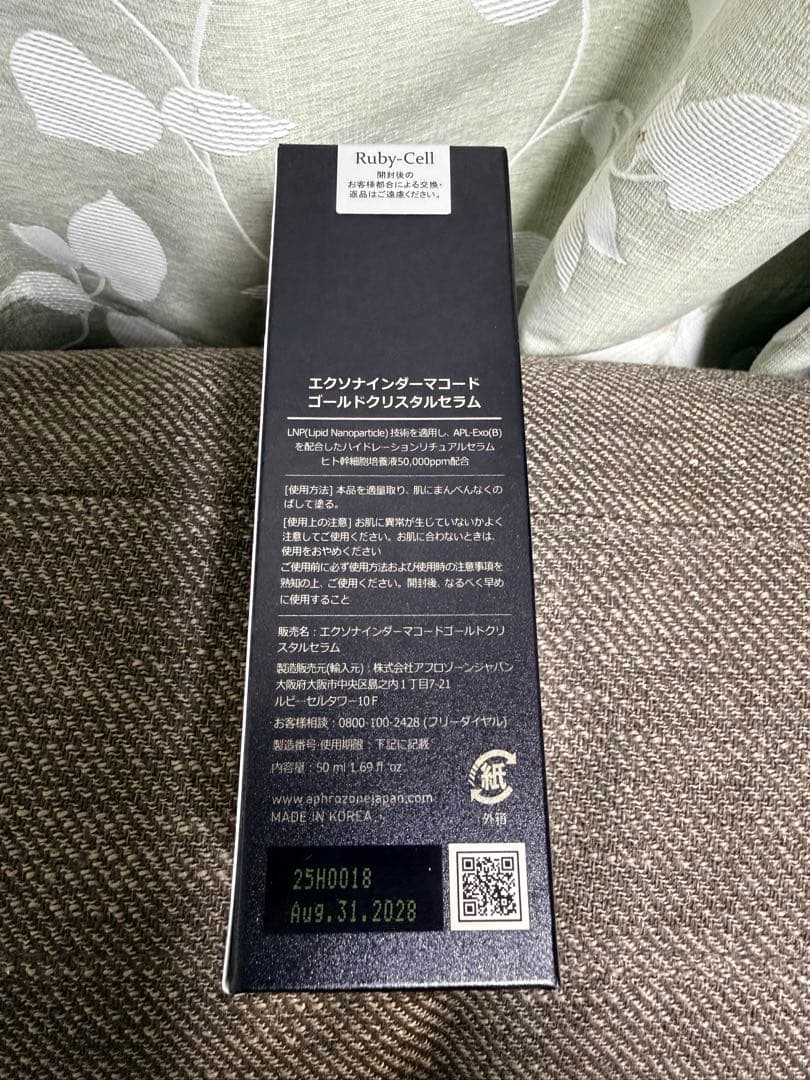 Ruby-Cell
開封後の
お客様都合による交換・
返品はご遠慮ください。
エクソナインダーマコード
ゴールドクリスタルセラム
LNP(Lipid Nanoparticle) 技術を適用し、APL-Exo(B)
を配合したハイドレーションリチュアルセラム
ヒト幹細胞培養液50,000ppm配合
[使用方法] 本品を適量取り、肌にまんべんなくの
ばして塗る。
[使用上の注意] お肌に異常が生じていないかよく
注意してご使用ください。お肌に合わないときは、
使用をおやめください
ご使用前に必ず使用方法および使用時の注意事項を
熟知の上、ご使用ください。開封後、なるべく早め
に使用すること
販売名：エクソナインダーマコードゴールドクリ
スタルセラム
製造販売元(輸入元)：株式会社アフロゾーンジャパン
大阪府大阪市中央区島之内1丁目7-21
ルビーセルタワー10F
お客様相談：0800-100-2428 (フリーダイヤル)
製造番号·使用期限：下記に記載
内容量：50 ml 1.69 fl. oz.
www.aphrozonejapan.com
MADE IN KOREA
紙
外箱
25H0018
Aug.31.2028